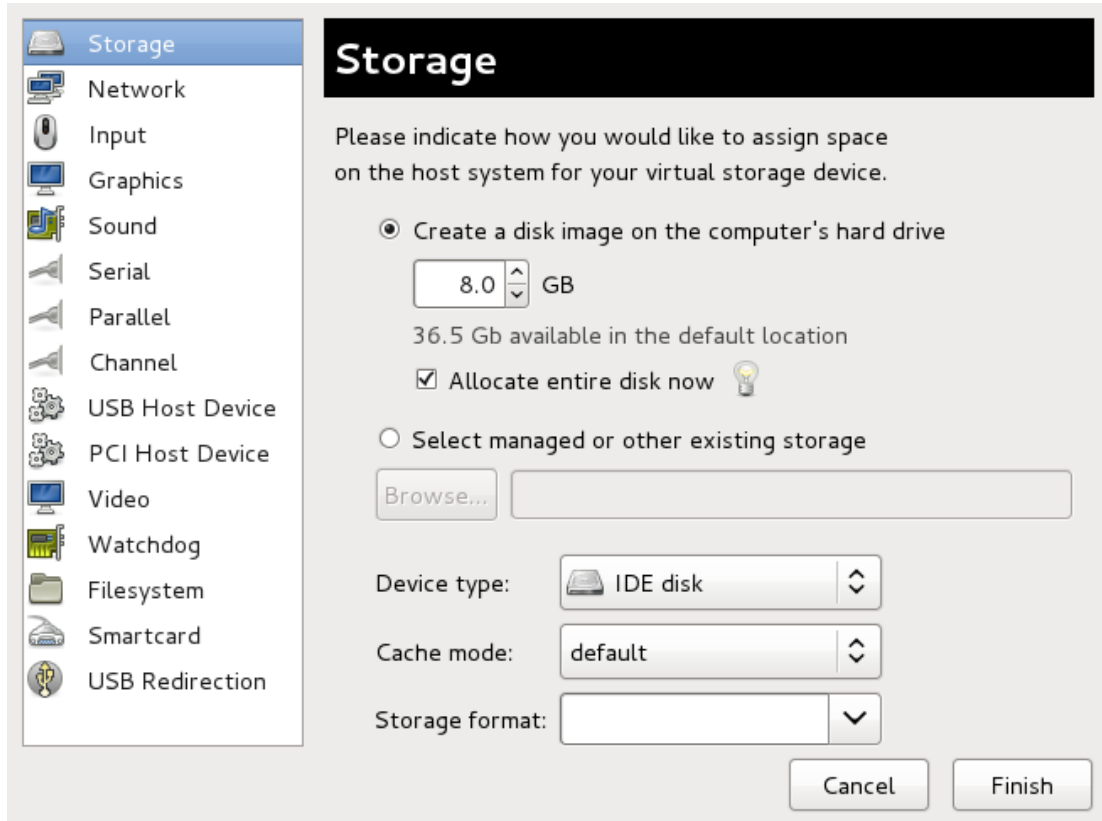 Storage
Network
Input
Graphics
Sound
Serial
Parallel
Channel
USB Host Device
PCI Host Device
Video
Watchdog
Filesystem
Smartcard
USB Redirection
Storage
Please indicate how you would like to assign space
on the host system for your virtual storage device.
Create a disk image on the computer's hard drive
8.0 GB
36.5 Gb available in the default location
Allocate entire disk now
Select managed or other existing storage
Browse...
Device type: IDE disk
Cache mode: default
Storage format:
Cancel Finish